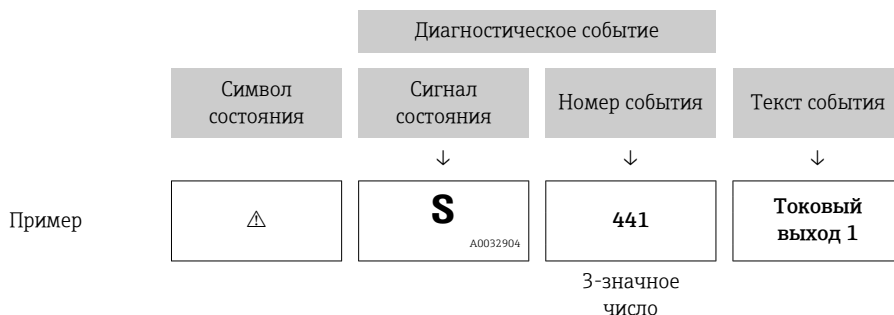 Диагностическое событие
Символ
состояния
Сигнал
состояния
Номер события
Текст события
↓ ↓ ↓
Пример
⚠
S
A0032904
441
Токовый
выход 1
3-значное
число